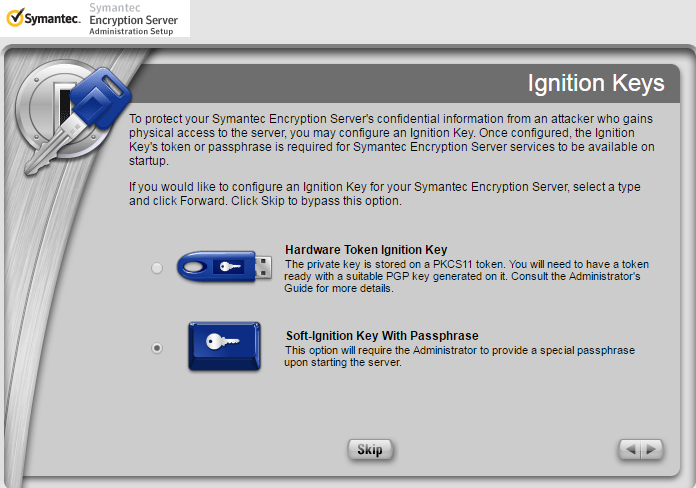 Symantec.
Symantec
Encryption Server
Administration Setup
Ignition Keys
To protect your Symantec Encryption Server's confidential information from an attacker who gains
physical access to the server, you may configure an Ignition Key. Once configured, the Ignition
Key's token or passphrase is required for Symantec Encryption Server services to be available on
startup.
If you would like to configure an Ignition Key for your Symantec Encryption Server, select a type
and click Forward. Click Skip to bypass this option.
Hardware Token Ignition Key
The private key is stored on a PKCS11 token. You will need to have a token
ready with a suitable PGP key generated on it. Consult the Administrator's
Guide for more details.
Soft-Ignition Key With Passphrase
This option will require the Administrator to provide a special passphrase
upon starting the server.
Skip